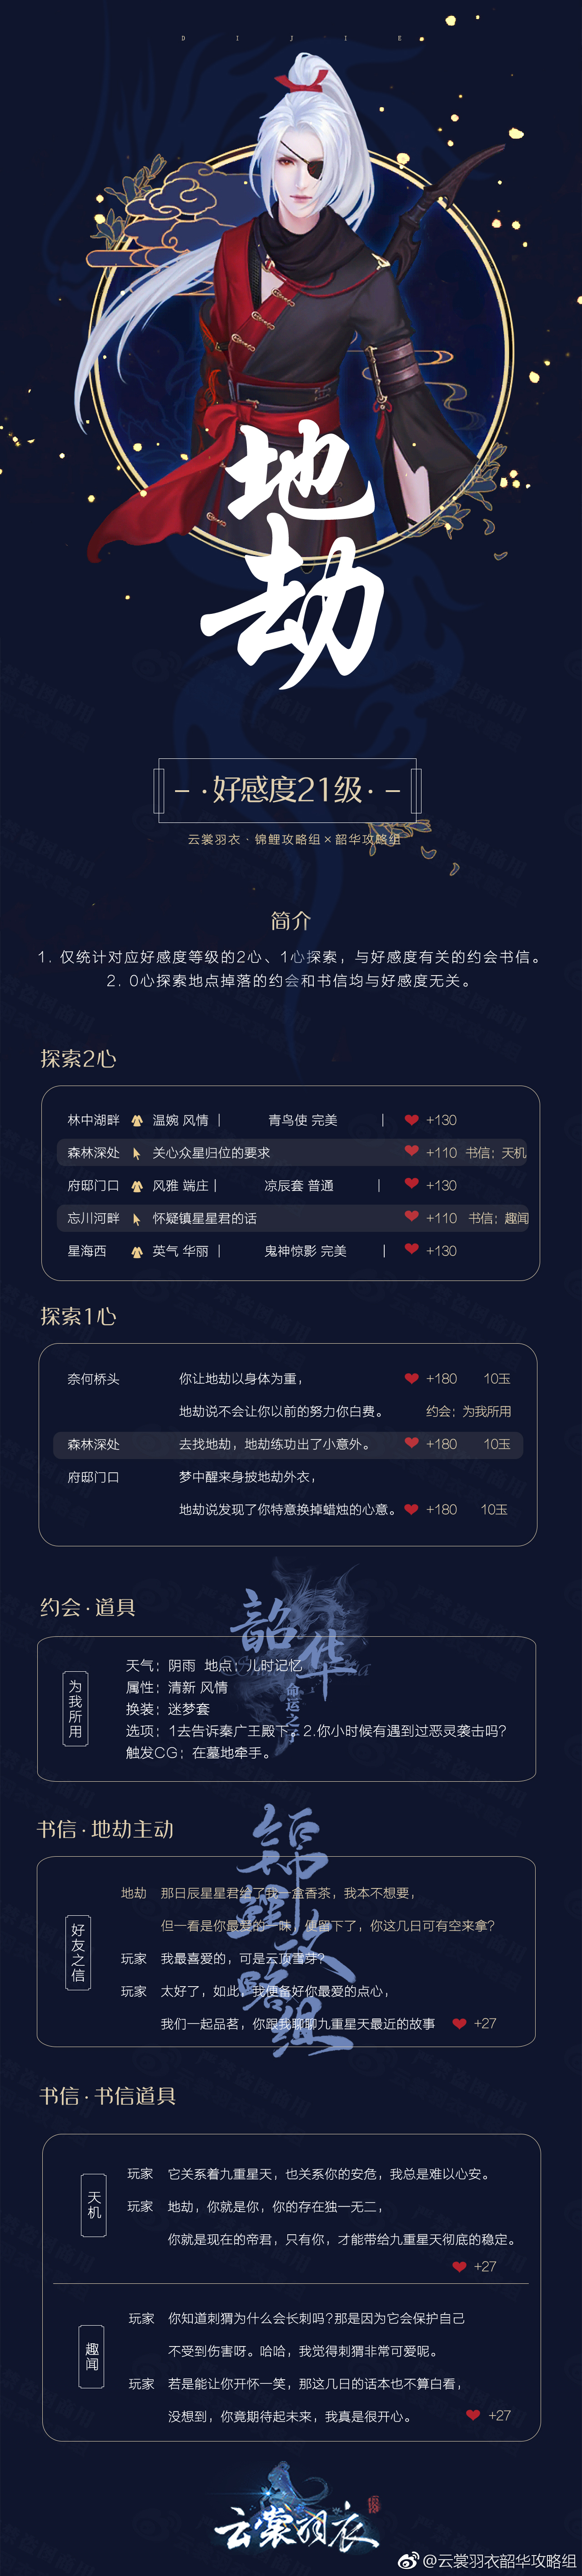 DIJIE
地劫
- ·好感度21级· -
云裳羽衣 · 锦鲤攻略组×韶华攻略组
简介
1. 仅统计对应好感度等级的2心、1心探索，与好感度有关的约会书信。
2. 0心探索地点掉落的约会和书信均与好感度无关。
探索2心
林中湖畔 温婉 风情 | 青鸟使 完美 | +130
森林深处 关心众星归位的要求 +110 书信：天机
府邸门口 风雅 端庄 | 凉辰套 普通 | +130
忘川河畔 怀疑镇星星君的话 +110 书信：趣闻
星海西 英气 华丽 | 鬼神惊影 完美 | +130
探索1心
奈何桥头 你让地劫以身体为重， +180 10玉
地劫说不会让你以前的努力你白费。 约会：为我所用
森林深处 去找地劫，地劫练功出了小意外。 +180 10玉
府邸门口 梦中醒来身披地劫外衣，
地劫说发现了你特意换掉蜡烛的心意。 +180 10玉
约会 · 道具
韶华
命运之
为我所用
天气：阴雨 地点：儿时记忆
属性：清新 风情
换装：迷梦套
选项：1去告诉秦广王殿下。2.你小时候有遇到过恶灵袭击吗？
触发CG：在墓地牵手。
书信 · 地劫主动
锦鲤攻略组
好友之信
地劫 那日辰星星君给了我一盒香茶，我本不想要，
但一看是你最爱的一味，便留下了，你这几日可有空来拿？
玩家 我最喜爱的，可是云顶雪芽？
玩家 太好了，如此，我便备好你最爱的点心，
我们一起品茗，你跟我聊聊九重星天最近的故事 +27
书信 · 书信道具
天机
玩家 它关系着九重星天，也关系你的安危，我总是难以心安。
玩家 地劫，你就是你，你的存在独一无二，
你就是现在的帝君，只有你，才能带给九重星天彻底的稳定。
+27
趣闻
玩家 你知道刺猬为什么会长刺吗？那是因为它会保护自己
不受到伤害呀。哈哈，我觉得刺猬非常可爱呢。
玩家 若是能让你开怀一笑，那这几日的话本也不算白看，
没想到，你竟期待起未来，我真是很开心。 +27
云裳羽衣
@云裳羽衣韶华攻略组